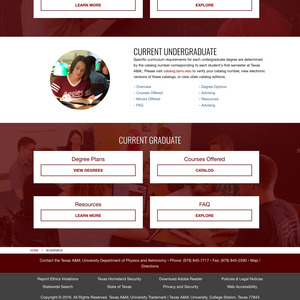 LEARN MORE
EXPLORE
CURRENT UNDERGRADUATE
Specific curriculum requirements for each undergraduate degree are determined
by the catalog number corresponding to each student's first semester at Texas
A&M. Please visit catalog.tamu.edu to verify your catalog number, view electronic
versions of these catalogs, or view older catalog editions.
› Overview
› Degree Options
› Courses Offered
› Advising
› Minors Offered
› Resources
› FAQ
› Advising
CURRENT GRADUATE
Degree Plans
Courses Offered
VIEW DEGREES
CATALOG
Resources
FAQ
LEARN MORE
EXPLORE
HOME / ACADEMICS
Contact the Texas A&M University Department of Physics and Astronomy • Phone: (979) 845-7717 • Fax: (979) 845-2590 • Map /
Directions
Report Ethics Violations
Texas Homeland Security
Download Adobe Reader
Policies & Legal Notices
Statewide Search
State of Texas
Privacy and Security
Web Accessibility
Copyright © 2016. All Rights Reserved, Texas A&M University Trademark | Texas A&M University, College Station, Texas 77843